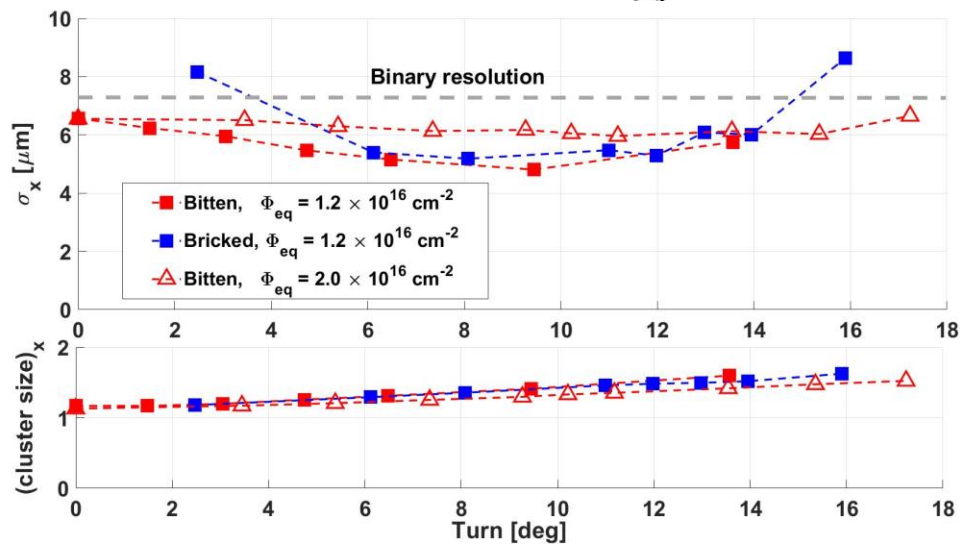 10
8
6
4
2
0
σx [μm]
Binary resolution
Bitten, Φeq = 1.2 × 10^16 cm^-2
Bricked, Φeq = 1.2 × 10^16 cm^-2
Bitten, Φeq = 2.0 × 10^16 cm^-2
0 2 4 6 8 10 12 14 16 18
2
1
0
(cluster size)x
0 2 4 6 8 10 12 14 16 18
Turn [deg]